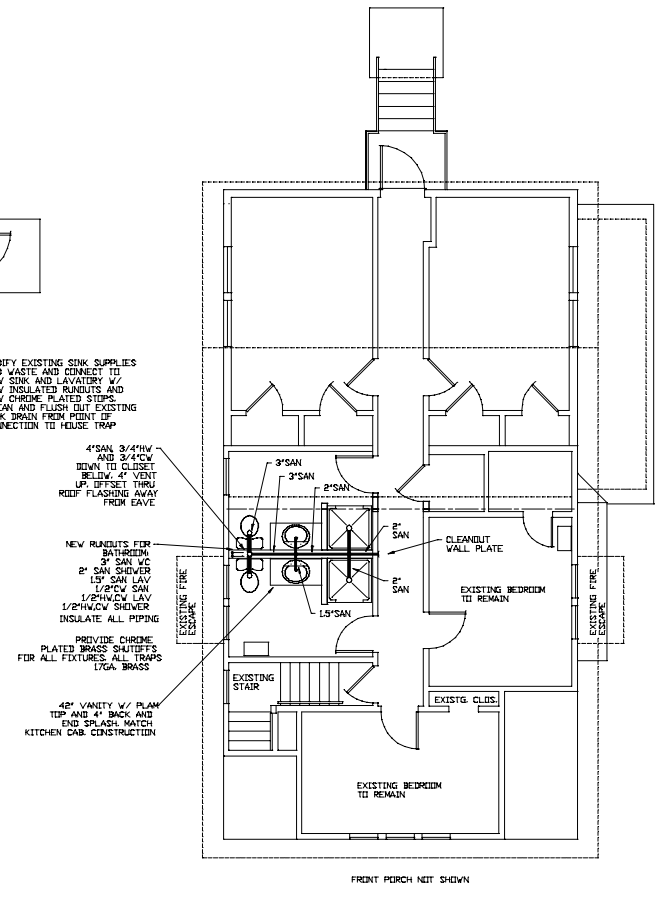 EXISTING SINK SUPPLIES
WASTE AND CONNECT TO
SINK AND LAVATORY W/
INSULATED RUNOUTS AND
CHROME PLATED STOPS.
AND FLUSH OUT EXISTING
DRAIN FROM POINT OF
TO HOUSE TRAP
4"SAN, 3/4"HW
AND 3/4"CW
DOWN TO CLOSET
BELOW, 4" VENT
UP, OFFSET THRU
ROOF FLASHING AWAY
FROM EAVE
3"SAN
3"SAN
2"SAN
2"
SAN
CLEANOUT
WALL PLATE
NEW RUNOUTS FOR
BATHROOM:
3" SAN WC
2" SAN SHOWER
1.5" SAN LAV
1/2"CW SAN
1/2"HW,CW LAV
1/2"HW,CW SHOWER
INSULATE ALL PIPING
EXISTING FIRE
ESCAPE
2"
SAN
1.5"SAN
EXISTING BEDROOM
TO REMAIN
EXISTING FIRE
ESCAPE
PROVIDE CHROME
PLATED BRASS SHUTOFFS
FOR ALL FIXTURES. ALL TRAPS
17GA. BRASS
EXISTING
STAIR
EXISTG. CLOS.
42" VANITY W/ PLAM
TOP AND 4" BACK AND
END SPLASH. MATCH
KITCHEN CAB. CONSTRUCTION
EXISTING BEDROOM
TO REMAIN
FRONT PORCH NOT SHOWN